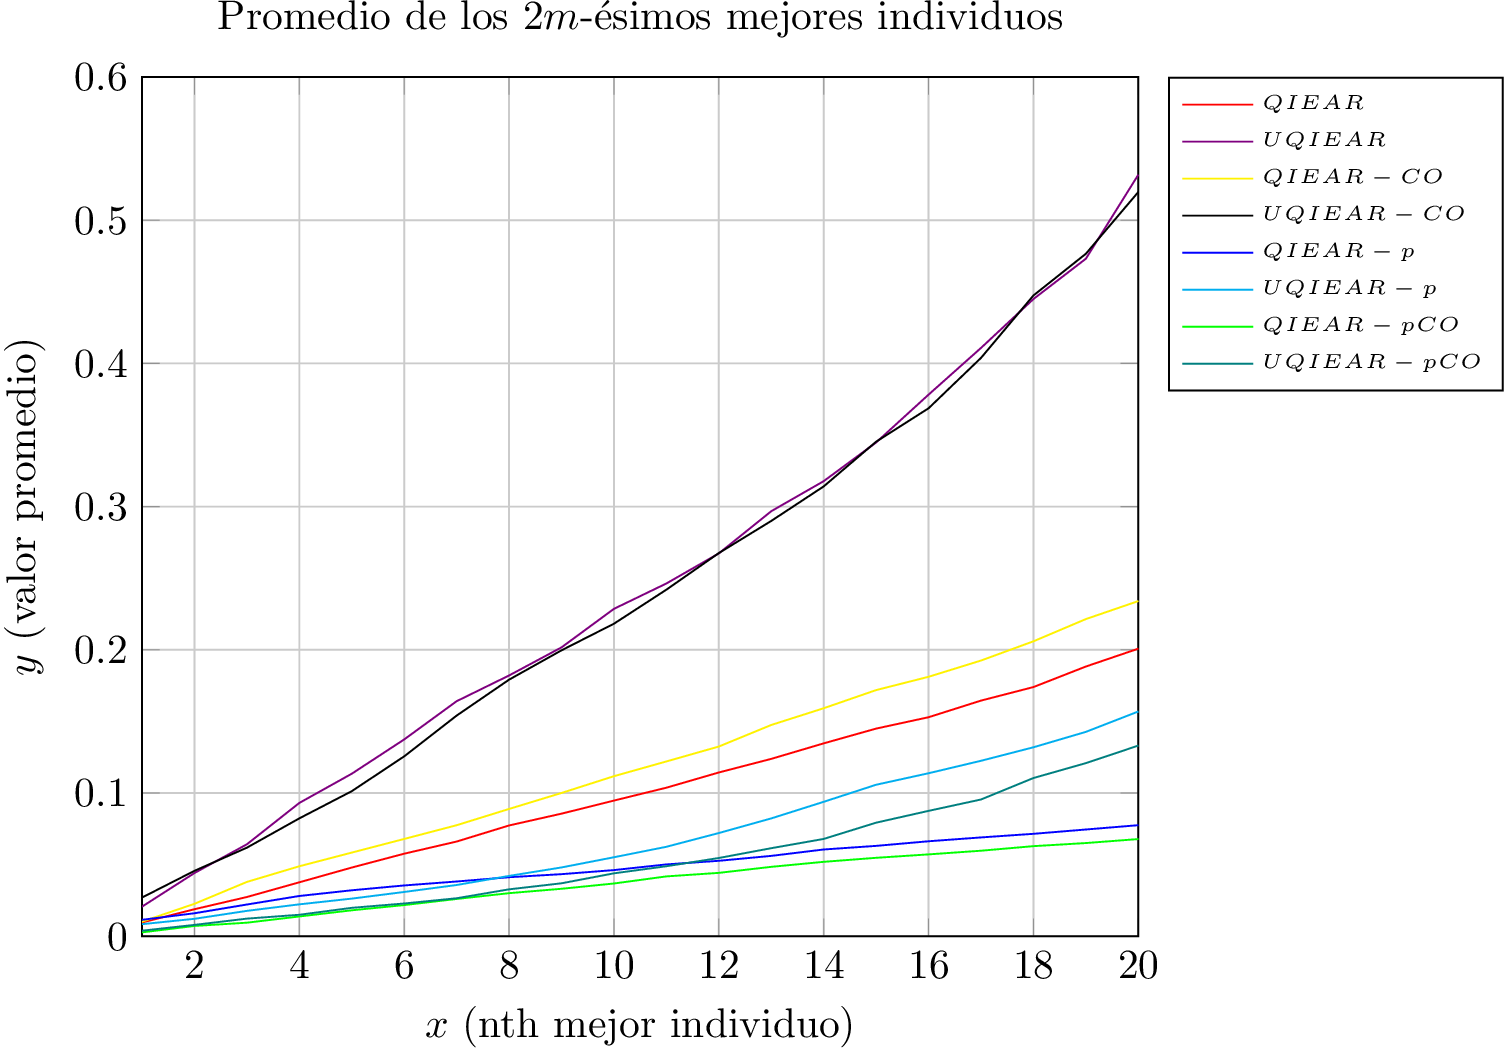 Promedio de los 2m-ésimos mejores individuos
0.6
0.5
0.4
0.3
0.2
0.1
0
2 4 6 8 10 12 14 16 18 20
x (nth mejor individuo)
y (valor promedio)
QIEAR
UQIEAR
QIEAR − CO
UQIEAR − CO
QIEAR − p
UQIEAR − p
QIEAR − pCO
UQIEAR − pCO